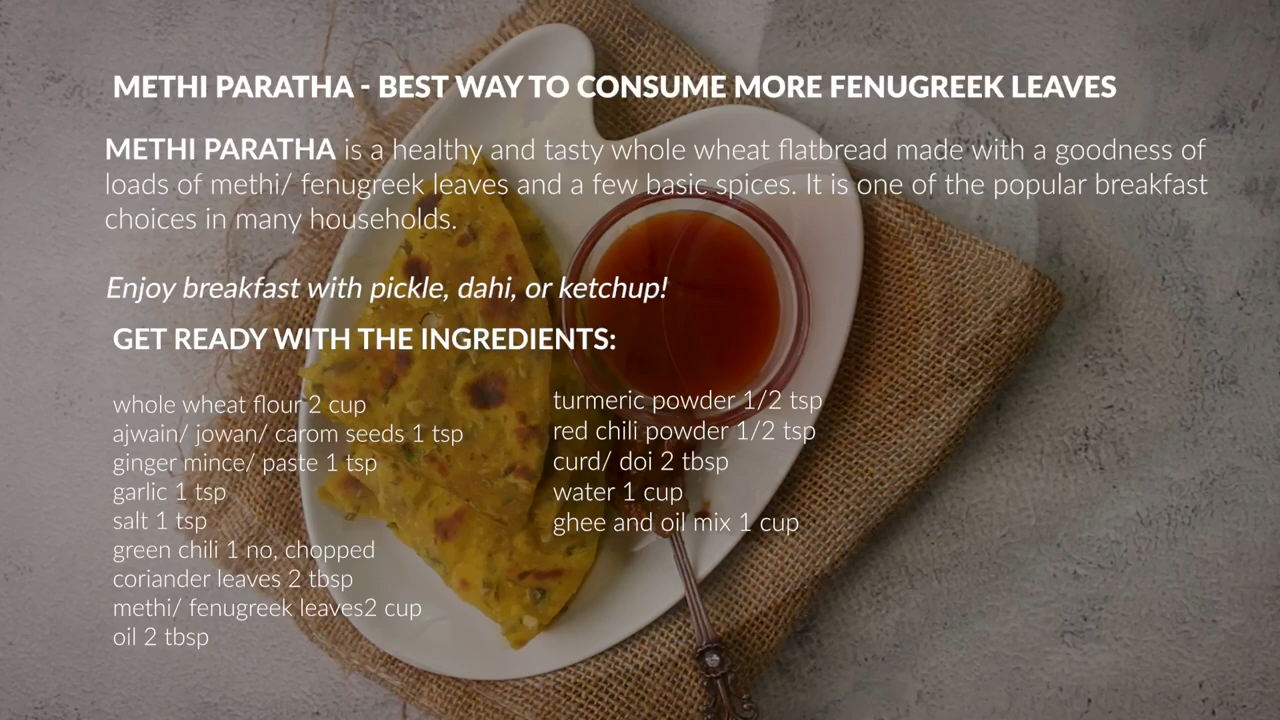 METHI PARATHA - BEST WAY TO CONSUME MORE FENUGREEK LEAVES
METHI PARATHA is a healthy and tasty whole wheat flatbread made with a goodness of
loads of methi/ fenugreek leaves and a few basic spices. It is one of the popular breakfast
choices in many households.
Enjoy breakfast with pickle, dahi, or ketchup!
GET READY WITH THE INGREDIENTS:
whole wheat flour 2 cup
ajwain/ jowan/ carom seeds 1 tsp
ginger mince/ paste 1 tsp
garlic 1 tsp
salt 1 tsp
green chili 1 no, chopped
coriander leaves 2 tbsp
methi/ fenugreek leaves2 cup
oil 2 tbsp
turmeric powder 1/2 tsp
red chili powder 1/2 tsp
curd/ doi 2 tbsp
water 1 cup
ghee and oil mix 1 cup